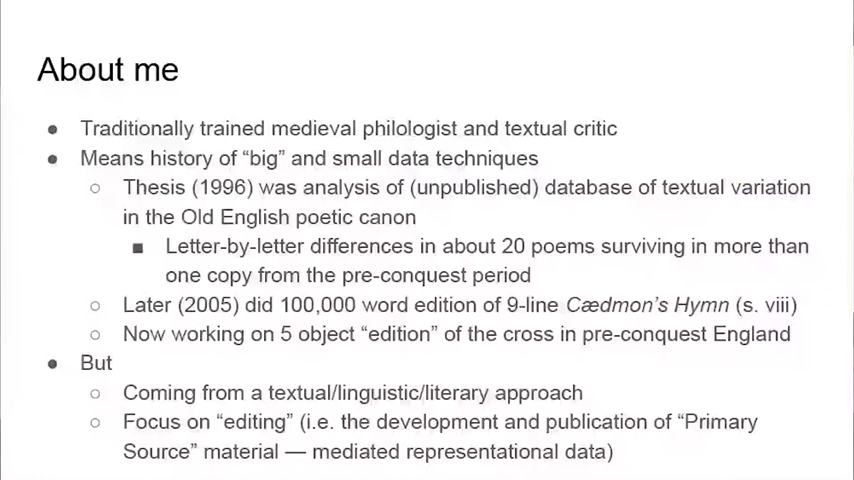 About me
● Traditionally trained medieval philologist and textual critic
● Means history of “big” and small data techniques
○ Thesis (1996) was analysis of (unpublished) database of textual variation
in the Old English poetic canon
■ Letter-by-letter differences in about 20 poems surviving in more than
one copy from the pre-conquest period
○ Later (2005) did 100,000 word edition of 9-line Cædmon’s Hymn (s. viii)
○ Now working on 5 object “edition” of the cross in pre-conquest England
● But
○ Coming from a textual/linguistic/literary approach
○ Focus on “editing” (i.e. the development and publication of “Primary
Source” material — mediated representational data)